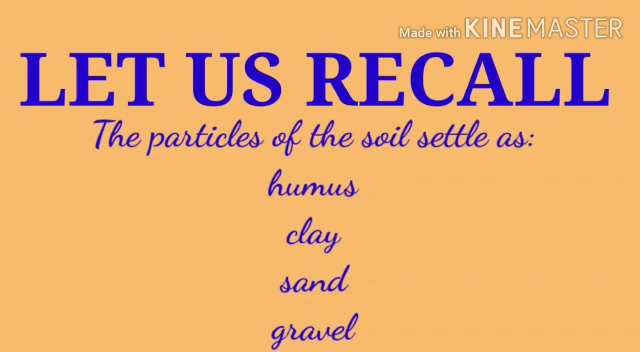 Made with KINEMASTER
LET US RECALL
The particles of the soil settle as:
humus
clay
sand
gravel